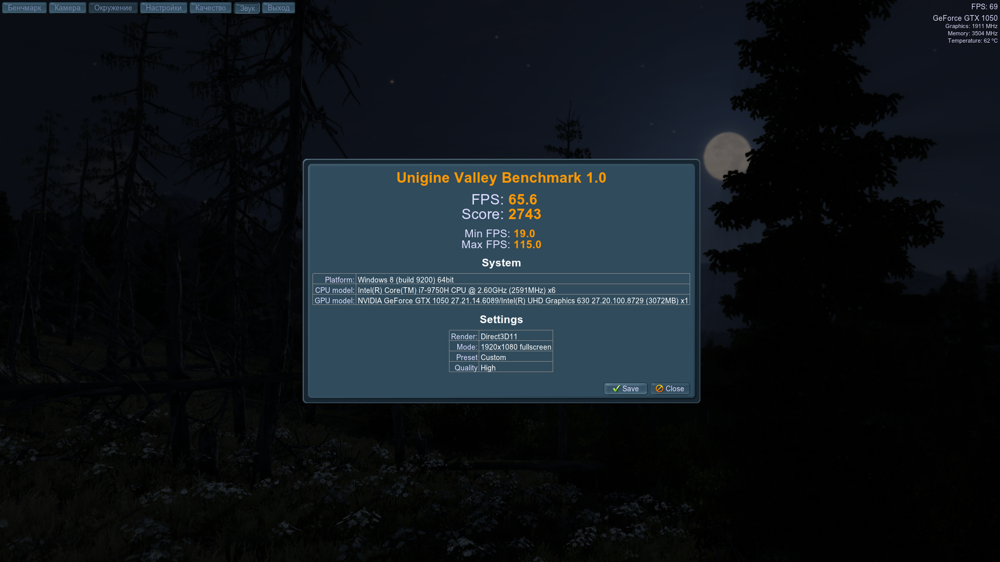 Бенчмарк Камера Окружение Настройки Качество Звук Выход
FPS: 69
GeForce GTX 1050
Graphics: 1911 MHz
Memory: 3504 MHz
Temperature: 62 ºC
Unigine Valley Benchmark 1.0
FPS: 65.6
Score: 2743
Min FPS: 19.0
Max FPS: 115.0
System
Platform: Windows 8 (build 9200) 64bit
CPU model: Intel(R) Core(TM) i7-9750H CPU @ 2.60GHz (2591MHz) x6
GPU model: NVIDIA GeForce GTX 1050 27.21.14.6089/Intel(R) UHD Graphics 630 27.20.100.8729 (3072MB) x1
Settings
Render: Direct3D11
Mode: 1920x1080 fullscreen
Preset Custom
Quality High
Save Close